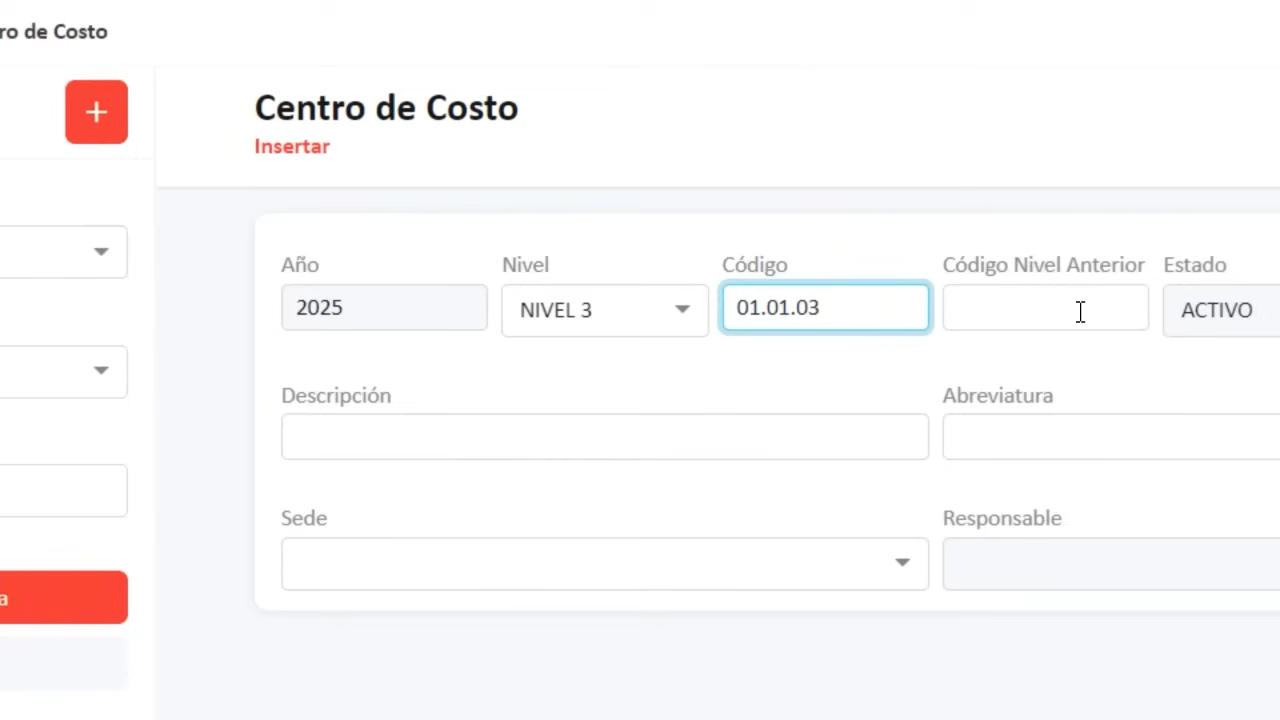 ro de Costo
+
Centro de Costo
Insertar
Año
Nivel
Código
Código Nivel Anterior
Estado
2025
NIVEL 3
01.01.03
ACTIVO
Descripción
Abreviatura
Sede
Responsable
a